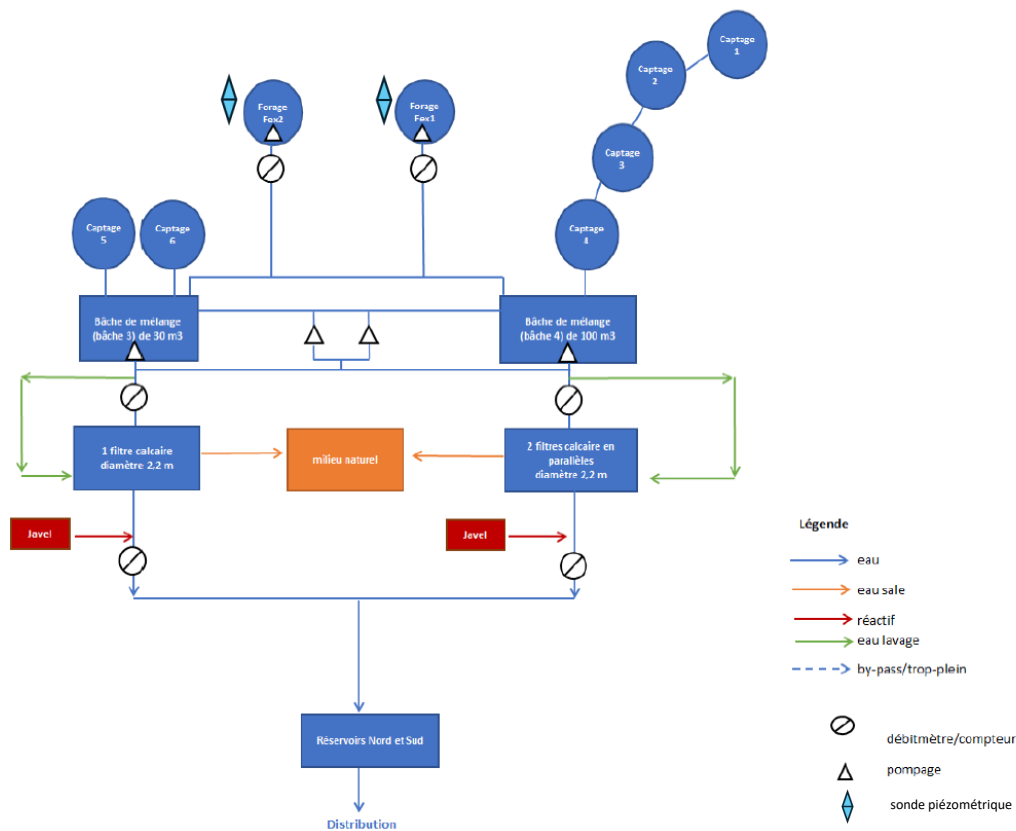 Captage
1
Captage
2
Captage
3
Captage
4
Forage
Fex2
Forage
Fex1
Captage
5
Captage
6
Bâche de mélange
(bâche 3) de 30 m3
Bâche de mélange
(bâche 4) de 100 m3
1 filtre calcaire
diamètre 2,2 m
milieu naturel
2 filtres calcaire en
parallèles
diamètre 2,2 m
Javel
Javel
Réservoirs Nord et Sud
Distribution
Légende
eau
eau sale
réactif
eau lavage
by-pass/trop-plein
débitmètre/compteur
pompage
sonde piézométrique